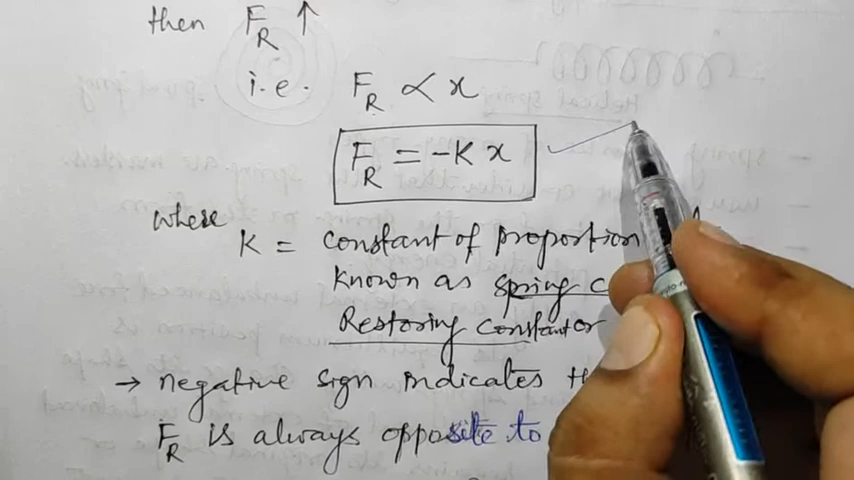 then F_R ↑
i.e. F_R ∝ x
F_R = -K x
where
K = constant of proportion
known as spring c
Restoring constant or
→ negative sign indicates th
F_R is always opposite to